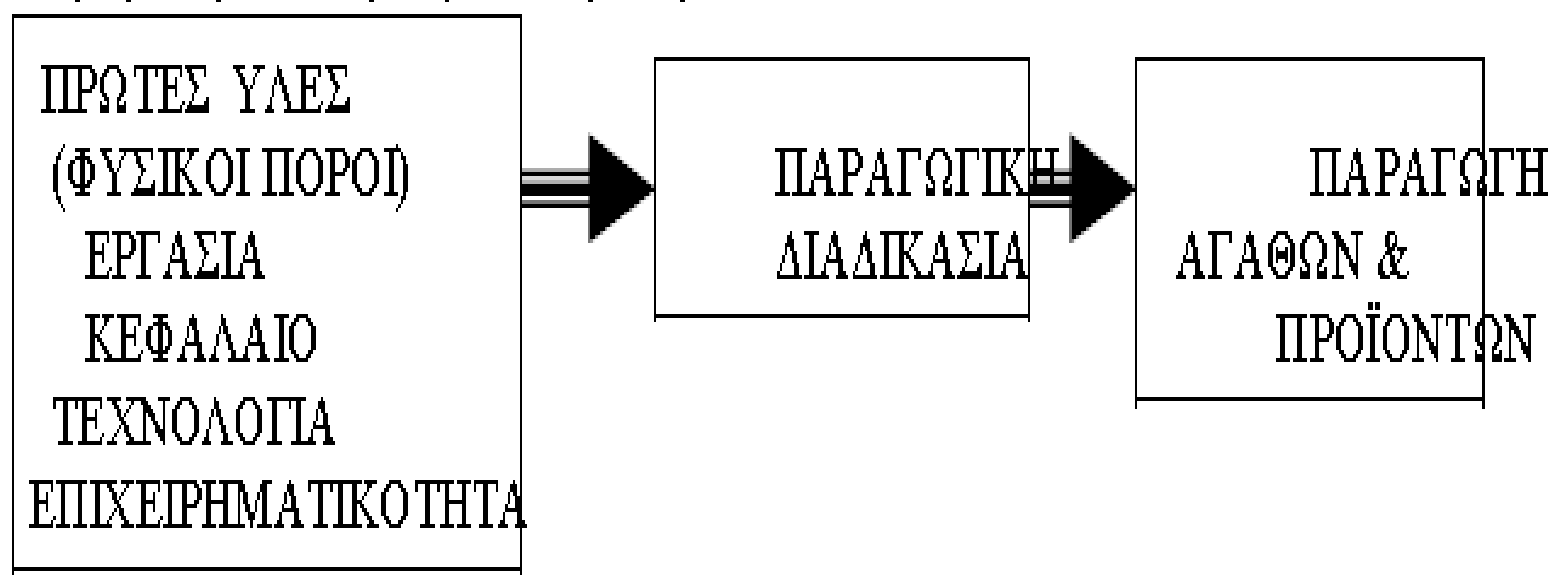 ΠΡΩΤΕΣ ΥΛΕΣ
(ΦΥΣΙΚΟΙ ΠΟΡΟΙ)
ΕΡΓΑΣΙΑ
ΚΕΦΑΛΑΙΟ
ΤΕΧΝΟΛΟΓΙΑ
ΕΠΙΧΕΙΡΗΜΑΤΙΚΟΤΗΤΑ
ΠΑΡΑΓΩΓΙΚΗ
ΔΙΑΔΙΚΑΣΙΑ
ΠΑΡΑΓΩΓΗ
ΑΓΑΘΩΝ &
ΠΡΟΪΟΝΤΩΝ